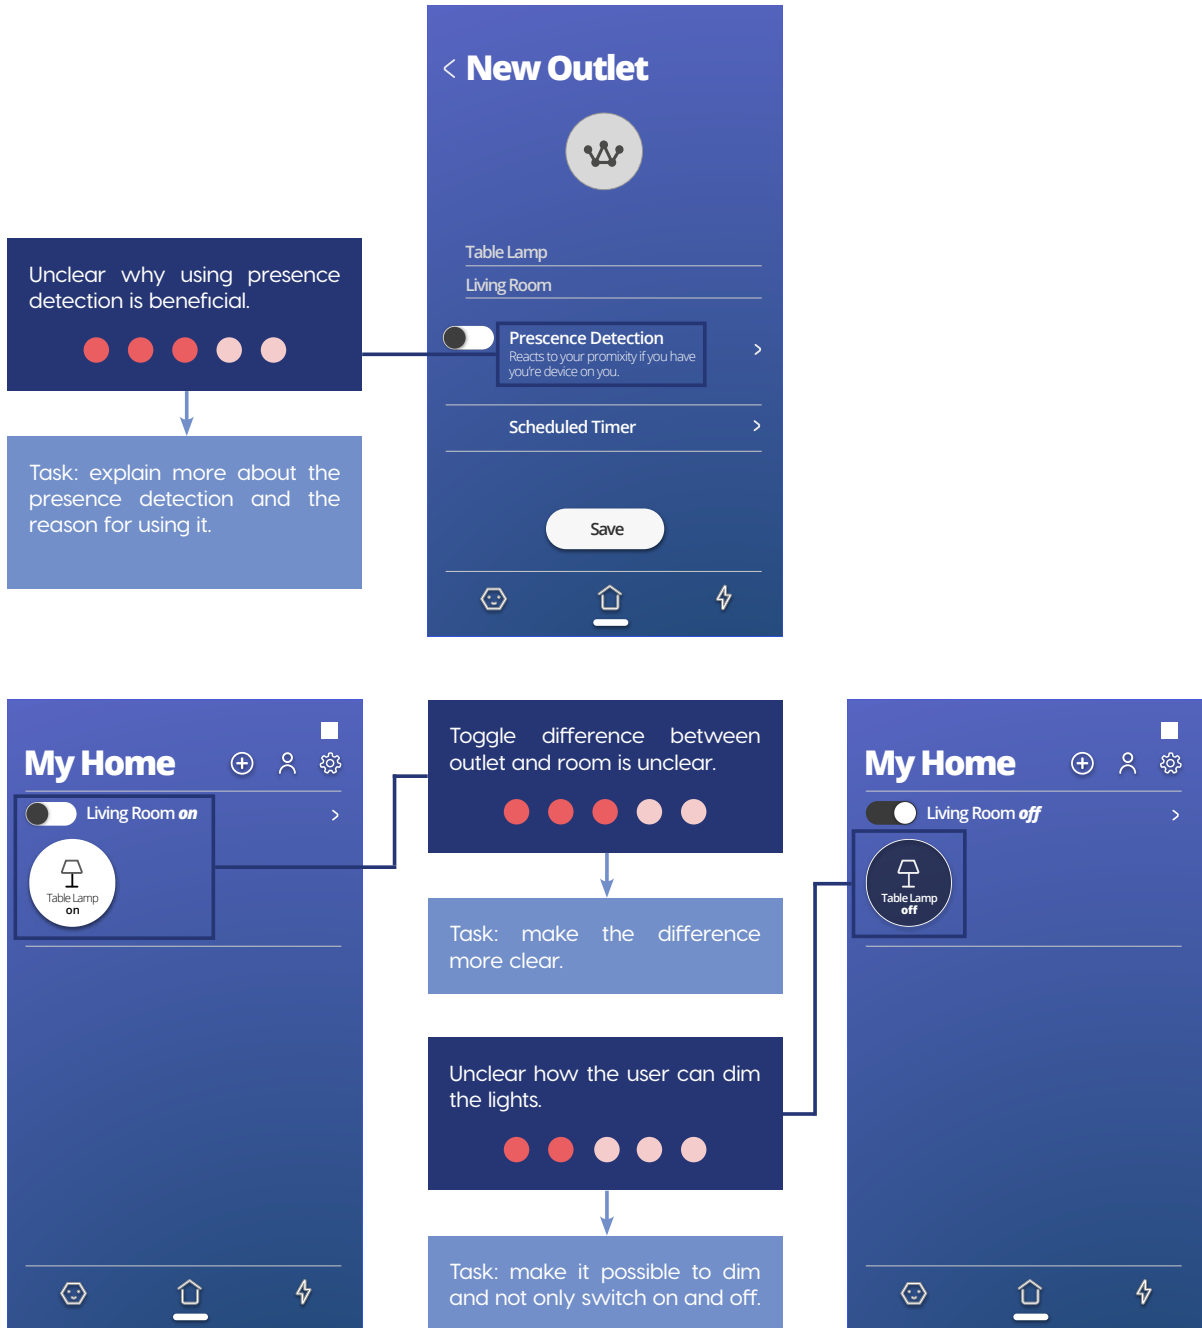 New Outlet
Table Lamp
Living Room
Unclear why using presence
detection is beneficial.
Prescence Detection
Reacts to your promixity if you have
you're device on you.
Scheduled Timer
Task: explain more about the
presence detection and the
reason for using it.
Save
My Home
Living Room on
Table Lamp
on
Toggle difference between
outlet and room is unclear.
Task: make the difference
more clear.
Unclear how the user can dim
the lights.
Task: make it possible to dim
and not only switch on and off.
My Home
Living Room off
Table Lamp
off